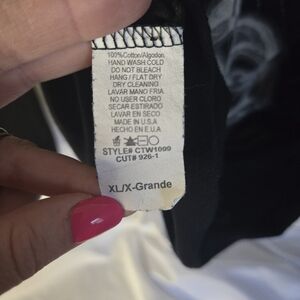 100%Cotton/Algodon
HAND WASH COLD
DO NOT BLEACH
HANG / FLAT DRY
DRY CLEANING
LAVAR MANO FRIA
NO USER CLORO
SECAR ESTIRADO
LAVAR EN SECO
MADE IN U.S.A
HECHO EN E.U.A
STYLE# CTW1099
CUT# 926-1
XL/X-Grande